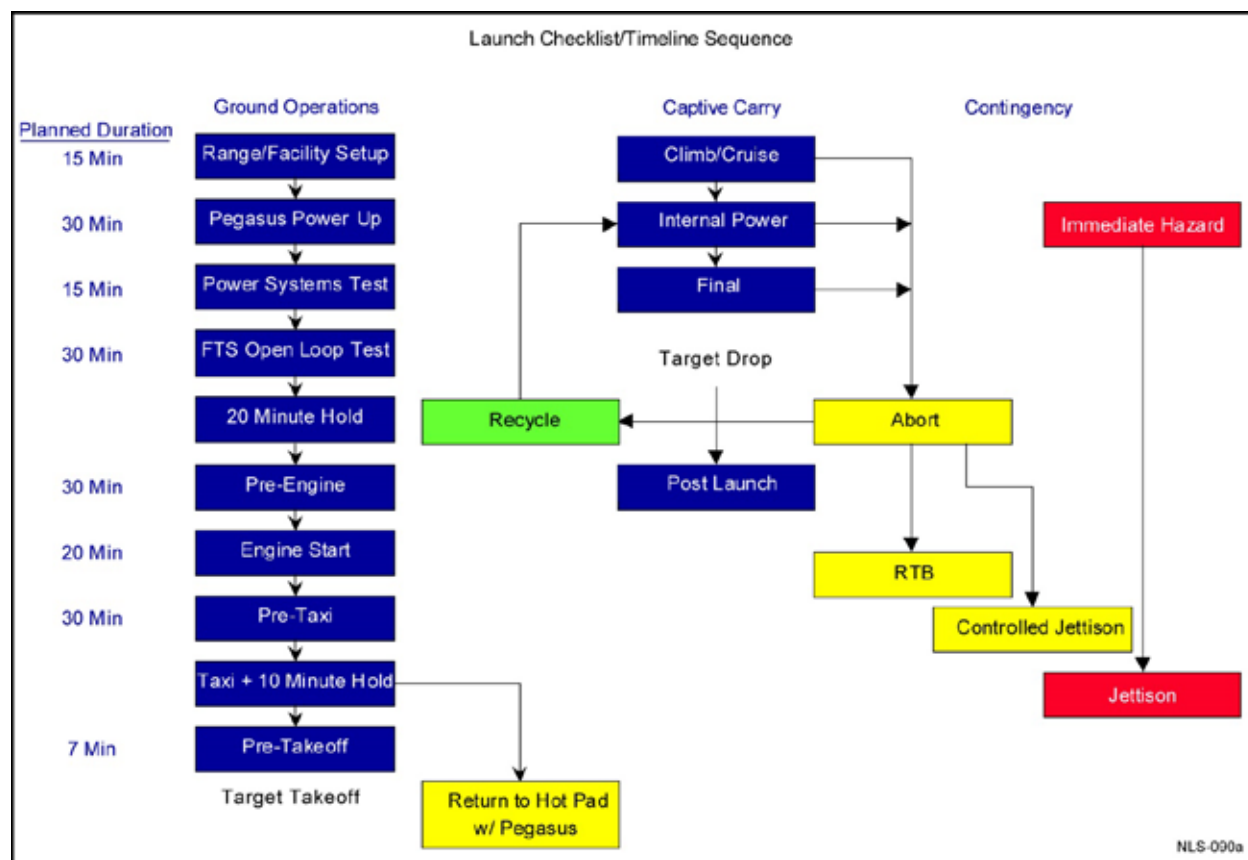 Launch Checklist/Timeline Sequence
Ground Operations
Captive Carry
Contingency
Planned Duration
15 Min
Range/Facility Setup
Climb/Cruise
30 Min
Pegasus Power Up
Internal Power
Immediate Hazard
15 Min
Power Systems Test
Final
30 Min
FTS Open Loop Test
Target Drop
20 Minute Hold
Recycle
Abort
30 Min
Pre-Engine
Post Launch
20 Min
Engine Start
RTB
30 Min
Pre-Taxi
Controlled Jettison
Taxi + 10 Minute Hold
Jettison
7 Min
Pre-Takeoff
Target Takeoff
Return to Hot Pad
w/ Pegasus
NLS-090a